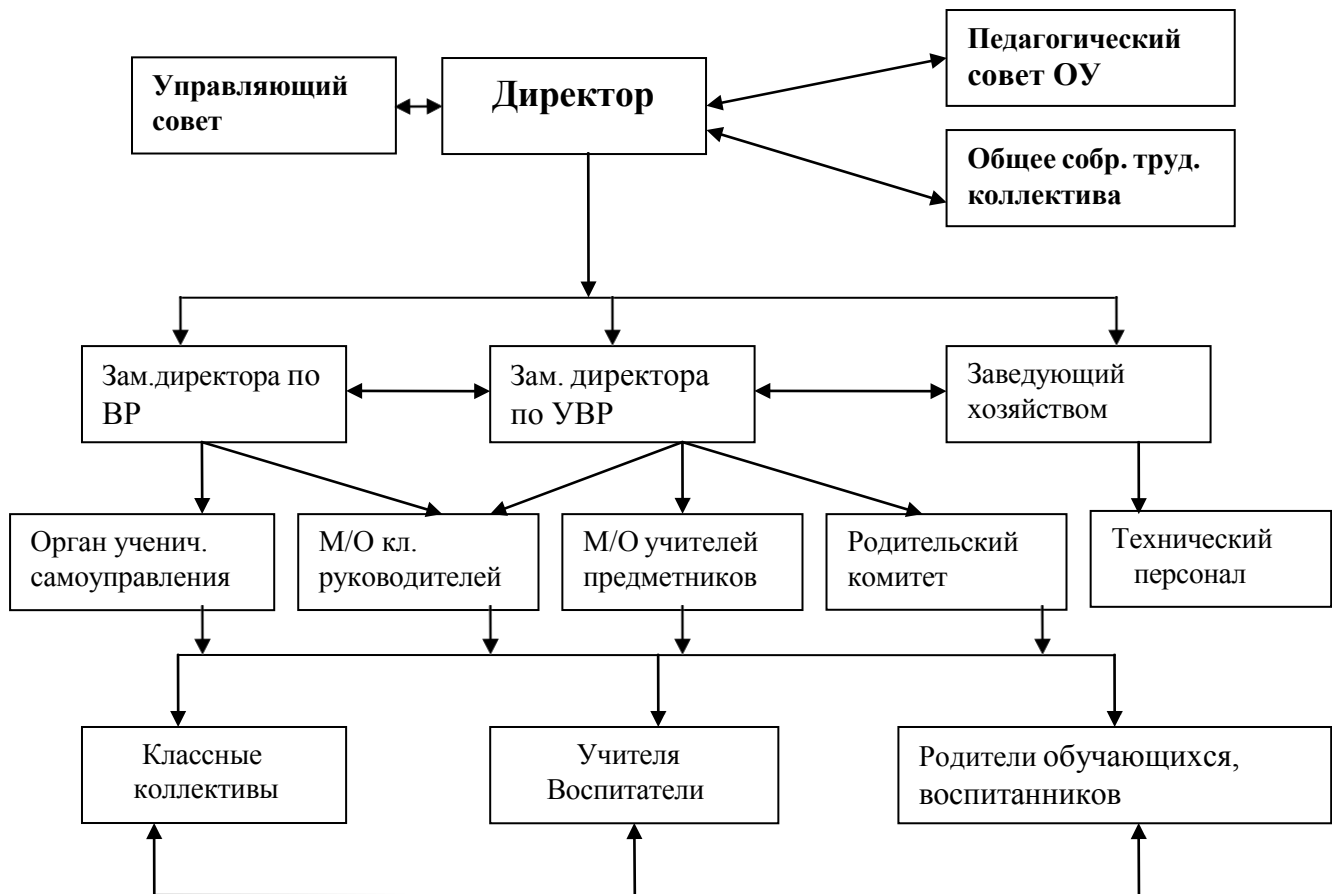 Управляющий
совет
Директор
Педагогический
совет ОУ
Общее собр. труд.
коллектива
Зам.директора по
ВР
Зам. директора
по УВР
Заведующий
хозяйством
Орган ученич.
самоуправления
М/О кл.
руководителей
М/О учителей
предметников
Родительский
комитет
Технический
персонал
Классные
коллективы
Учителя
Воспитатели
Родители обучающихся,
воспитанников